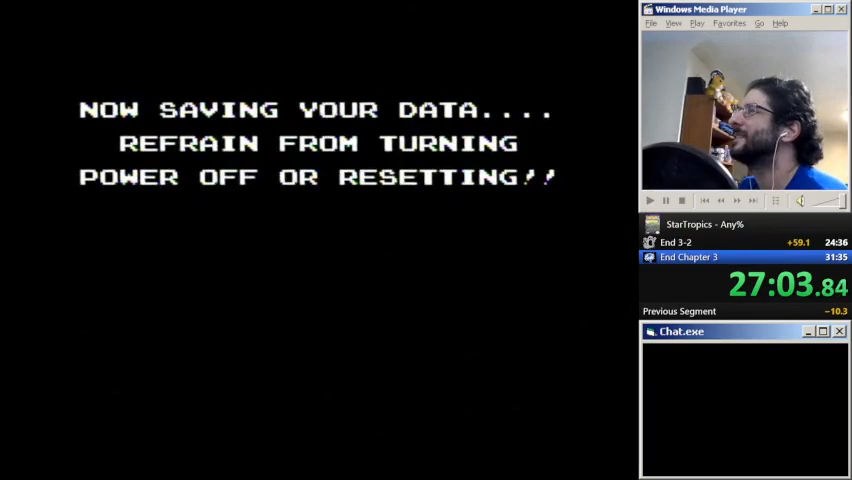 NOW SAVING YOUR DATA....
REFRAIN FROM TURNING
POWER OFF OR RESETTING!!
Windows Media Player
File View Play Favorites Go Help
StarTropics - Any%
End 3-2 +59.1 24:36
End Chapter 3 31:35
27:03.84
Previous Segment −10.3
Chat.exe